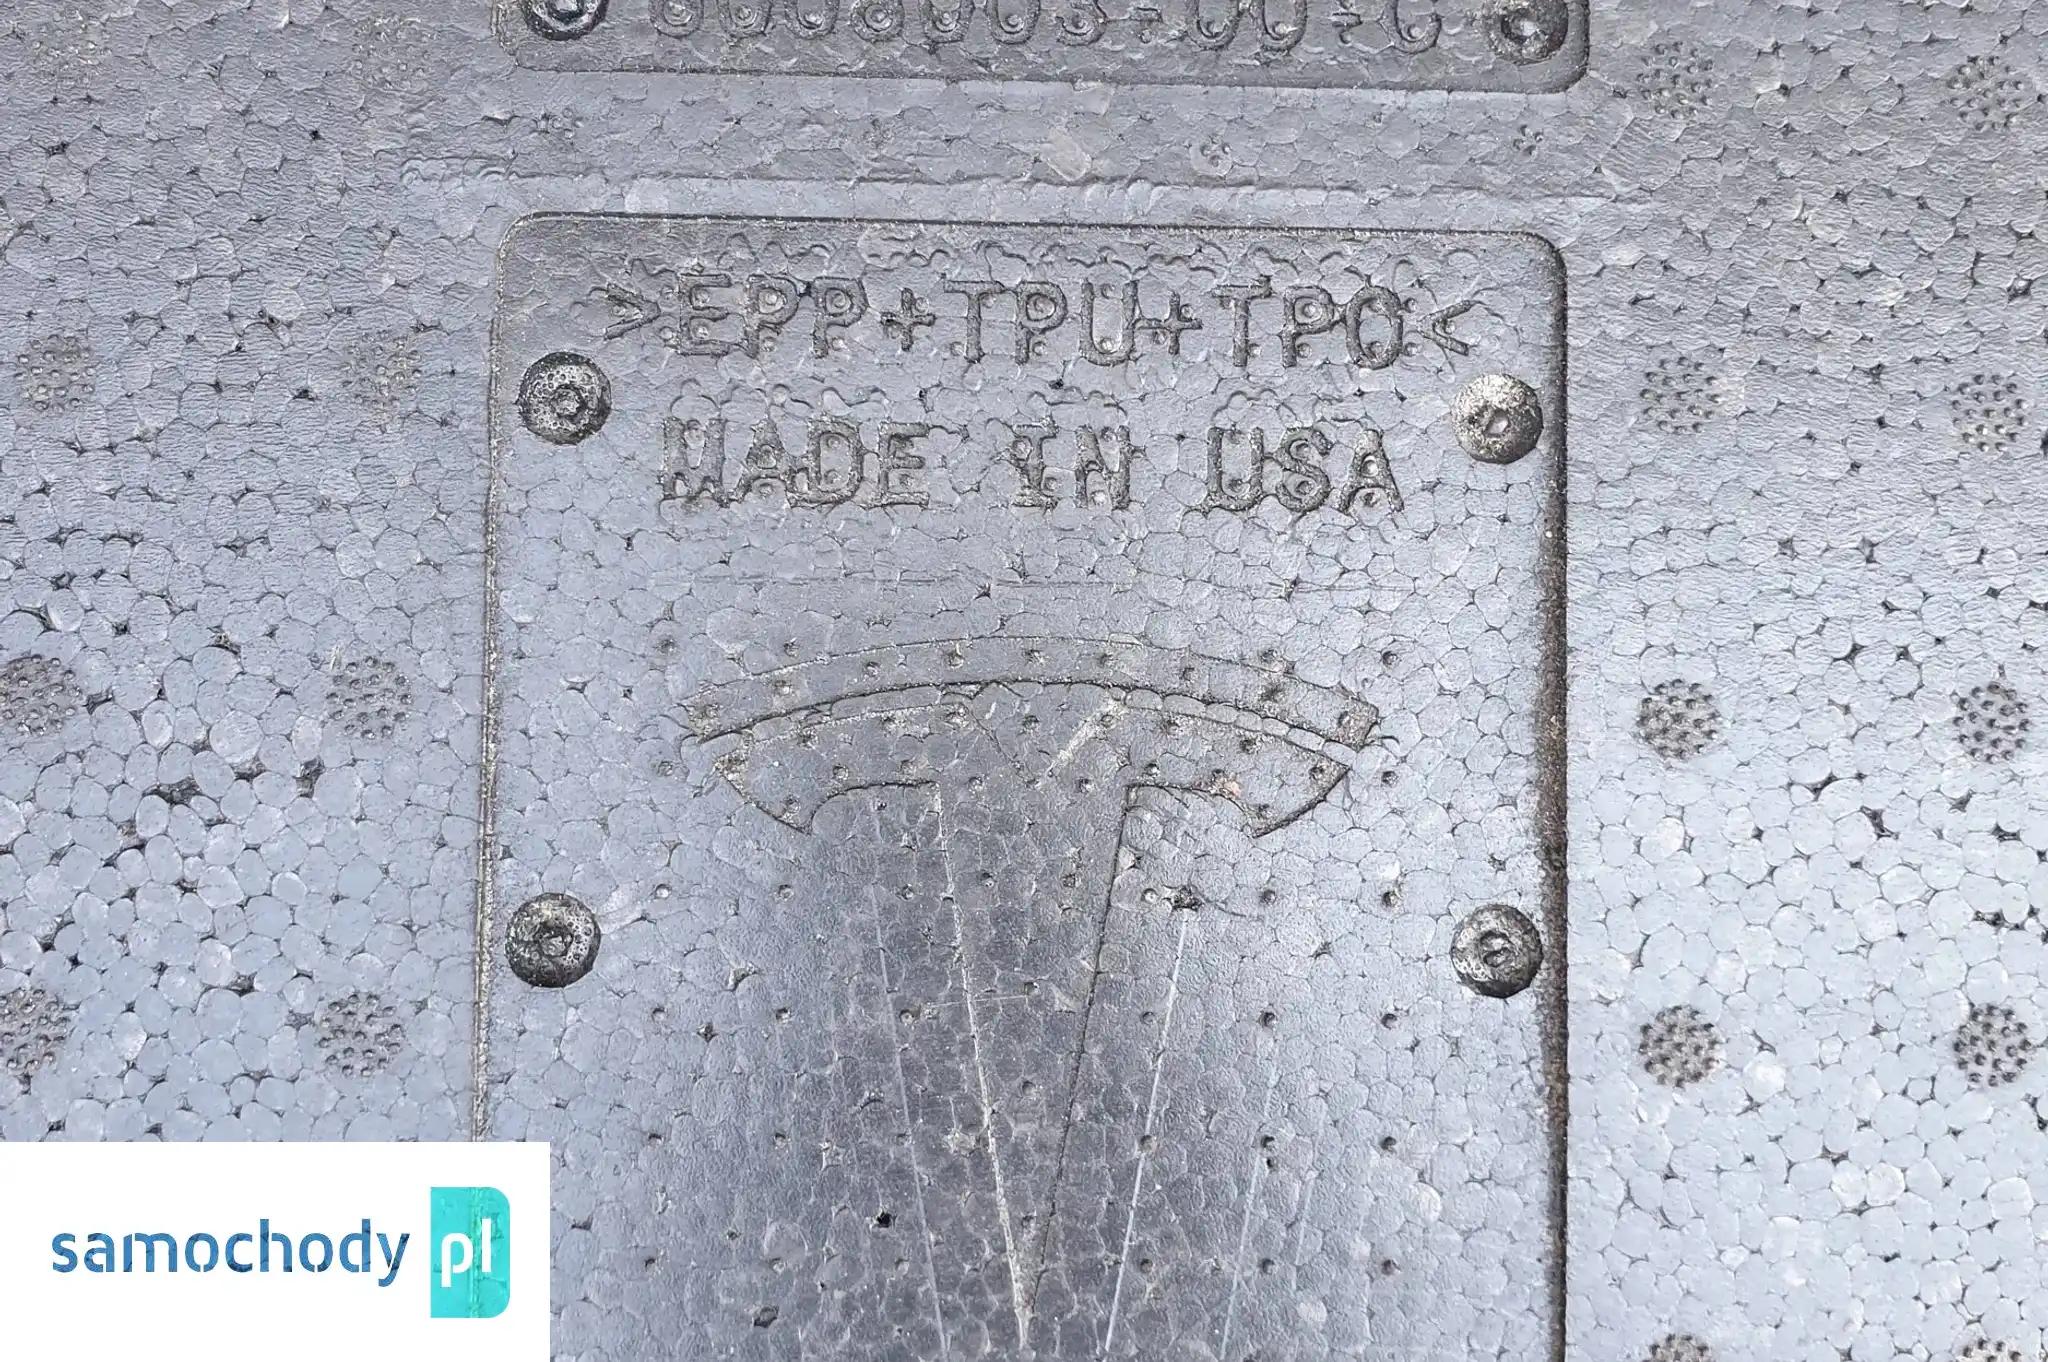 >EPP+TPU+TPO<
MADE IN USA
samochody pl